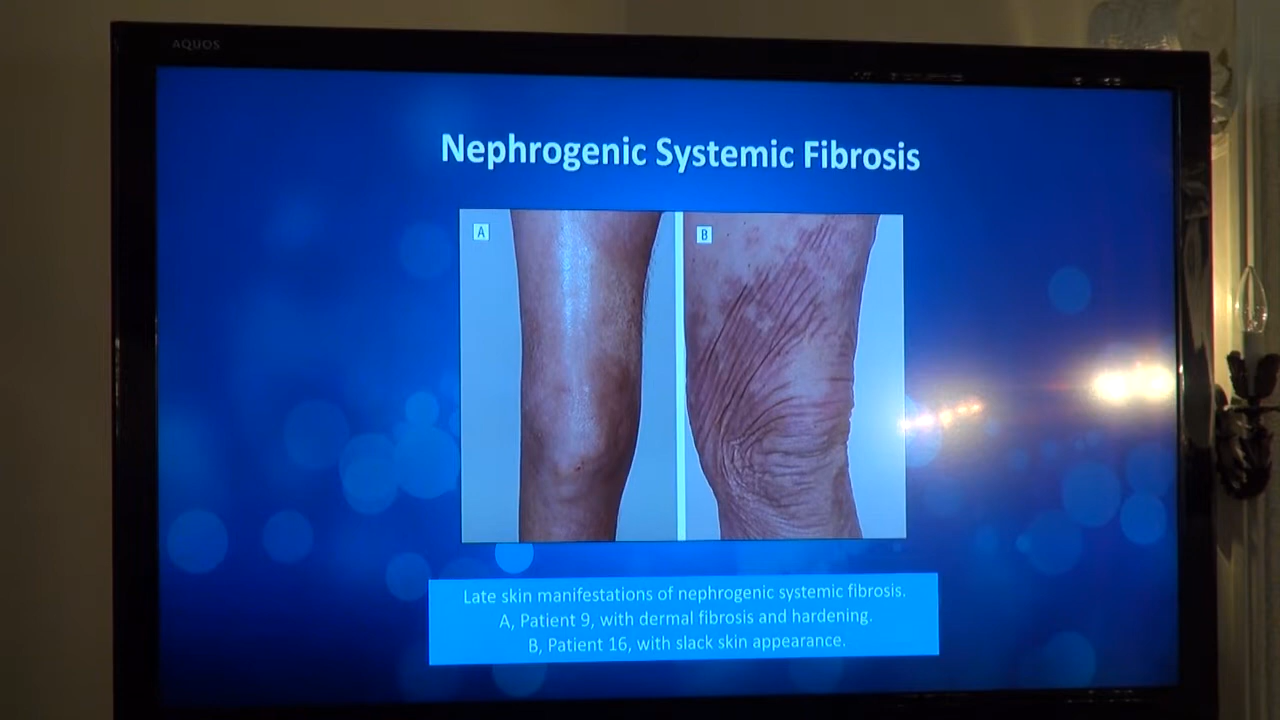 AQUOS
Nephrogenic Systemic Fibrosis
A
B
Late skin manifestations of nephrogenic systemic fibrosis.
A, Patient 9, with dermal fibrosis and hardening.
B, Patient 16, with slack skin appearance.